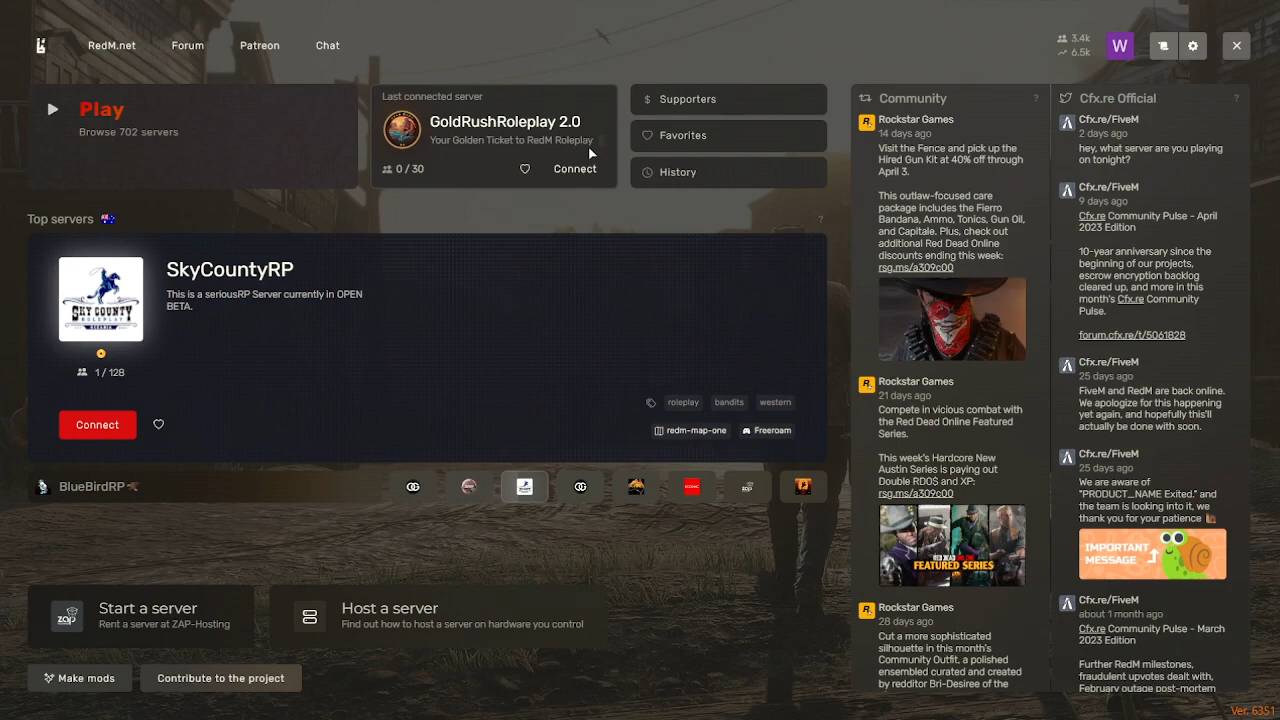 RedM.net
Forum
Patreon
Chat
3.4k
6.5k
W
Play
Browse 702 servers
Last connected server
GoldRushRoleplay 2.0
Your Golden Ticket to RedM Roleplay
0 / 30
Connect
$ Supporters
Favorites
History
Top servers
?
SKY COUNTY
ROLEPLAY
OCEANIA
SkyCountyRP
This is a seriousRP Server currently in OPEN
BETA.
1 / 128
Connect
roleplay
bandits
western
redm-map-one
Freeroam
BlueBirdRP
ICONIC
zap
zap
Start a server
Rent a server at ZAP-Hosting
Host a server
Find out how to host a server on hardware you control
Make mods
Contribute to the project
Community
?
Rockstar Games
14 days ago
Visit the Fence and pick up the
Hired Gun Kit at 40% off through
April 3.
This outlaw-focused care
package includes the Fierro
Bandana, Ammo, Tonics, Gun Oil,
and Capitale. Plus, check out
additional Red Dead Online
discounts ending this week:
rsg.ms/a309c00
Rockstar Games
21 days ago
Compete in vicious combat with
the Red Dead Online Featured
Series.
This week's Hardcore New
Austin Series is paying out
Double RDO$ and XP:
rsg.ms/a309c00
RED DEAD ONLINE
FEATURED SERIES
Rockstar Games
28 days ago
Cut a more sophisticated
silhouette in this month's
Community Outfit, a polished
ensembled curated and created
by redditor Bri-Desiree of the
Cfx.re Official
?
Cfx.re/FiveM
2 days ago
hey, what server are you playing
on tonight?
Cfx.re/FiveM
9 days ago
Cfx.re Community Pulse - April
2023 Edition
10-year anniversary since the
beginning of our projects,
escrow encryption backlog
cleared up, and more in this
month's Cfx.re Community
Pulse.
forum.cfx.re/t/5061828
Cfx.re/FiveM
25 days ago
FiveM and RedM are back online.
We apologize for this happening
yet again, and hopefully this'll
actually be done with soon.
Cfx.re/FiveM
25 days ago
We are aware of
"PRODUCT_NAME Exited." and
the team is looking into it, we
thank you for your patience
IMPORTANT
MESSAGE
Cfx.re/FiveM
about 1 month ago
Cfx.re Community Pulse - March
2023 Edition
Further RedM milestones,
fraudulent upvotes dealt with,
February outage post-mortem
Ver. 6351